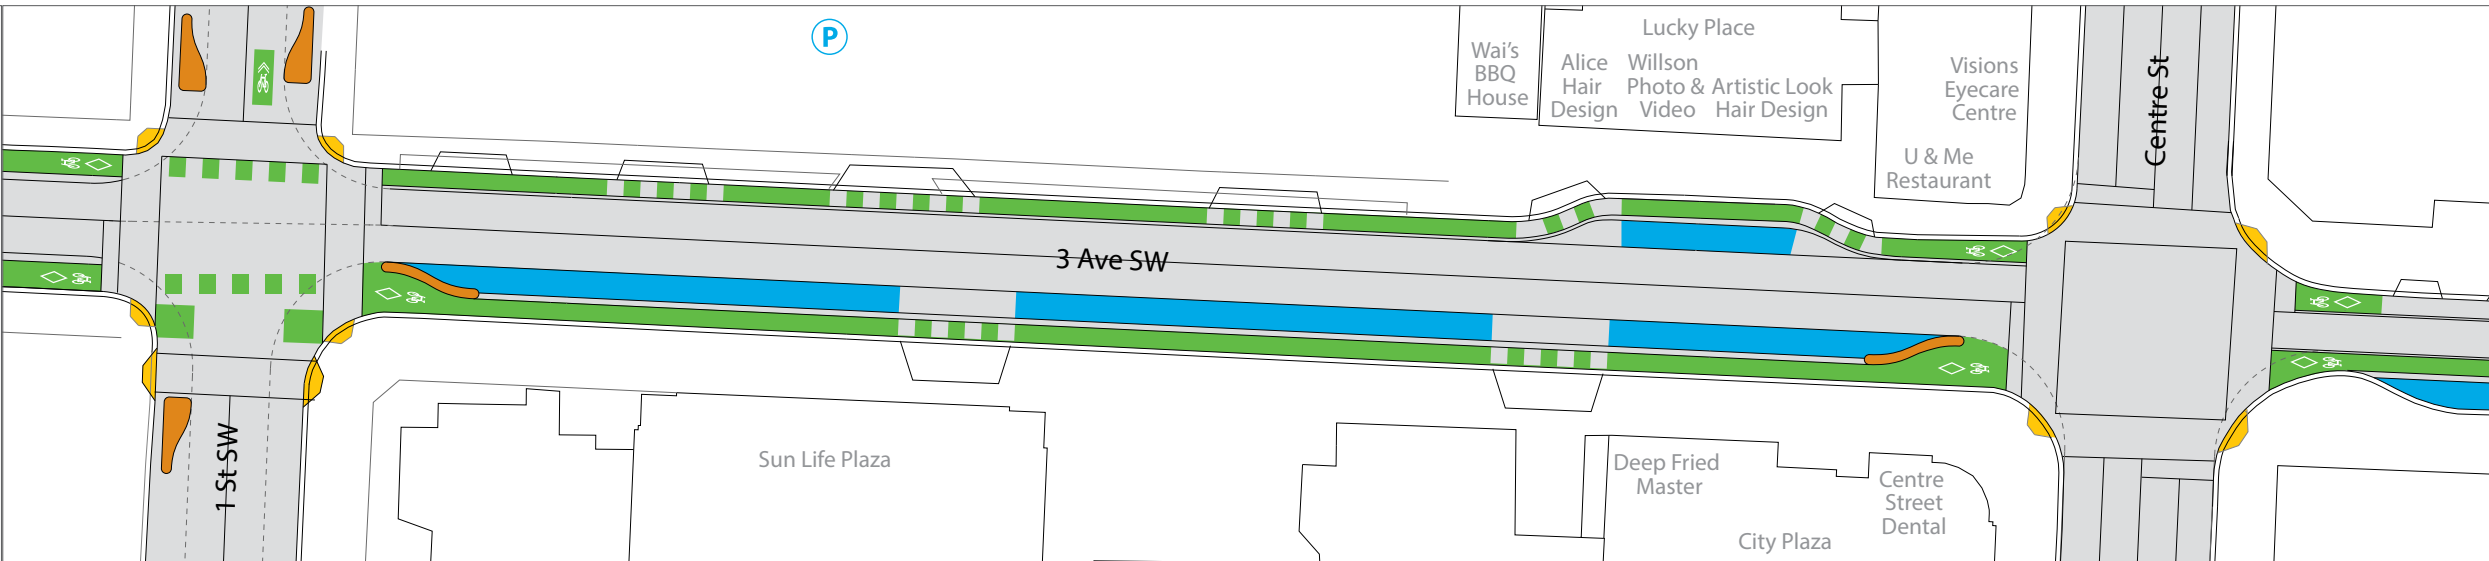 P
Wai's
BBQ
House
Lucky Place
Alice
Hair
Design
Willson
Photo &
Video
Artistic Look
Hair Design
Visions
Eyecare
Centre
U & Me
Restaurant
Centre St
3 Ave SW
1 St SW
Sun Life Plaza
Deep Fried
Master
Centre
Street
Dental
City Plaza